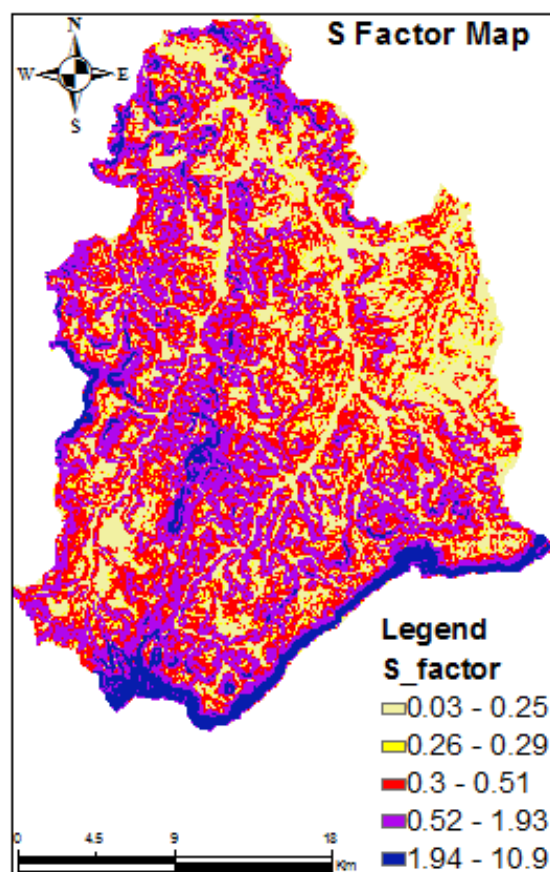 S Factor Map
N
W E
S
Legend
S_factor
0.03 - 0.25
0.26 - 0.29
0.3 - 0.51
0.52 - 1.93
1.94 - 10.9
0 4.5 9 18
Km